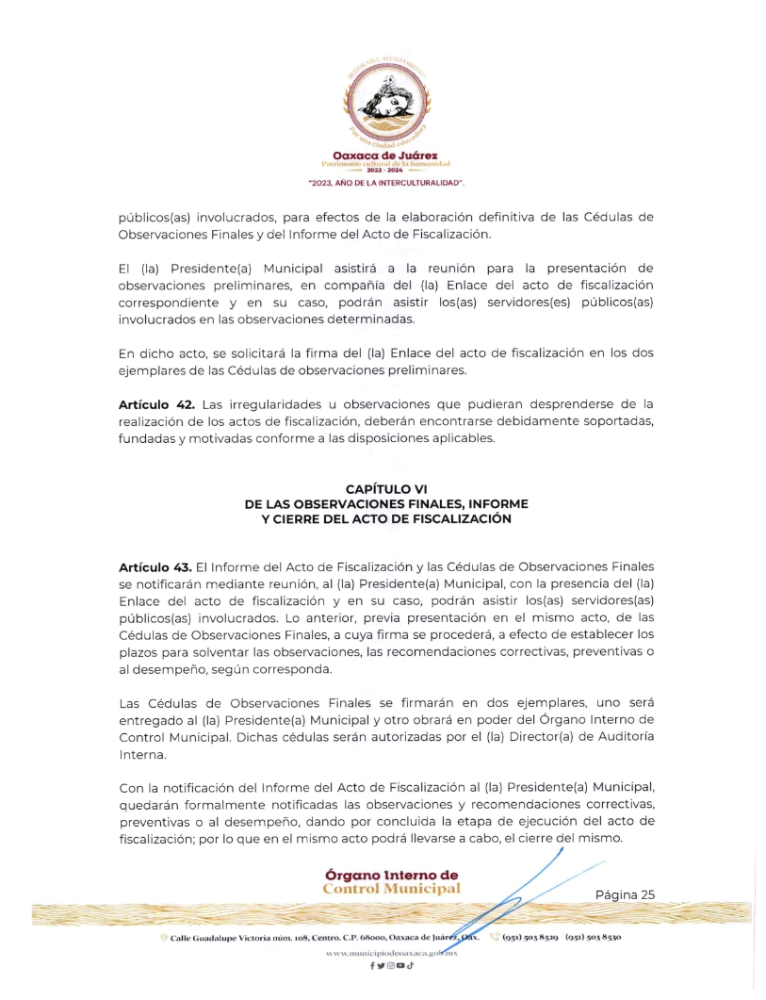 HONORABLE AYUNTAMIENTO
Por una ciudad educadora
Oaxaca de Juárez
Patrimonio cultural de la humanidad
2022 - 2024
"2023, AÑO DE LA INTERCULTURALIDAD".
públicos(as) involucrados, para efectos de la elaboración definitiva de las Cédulas de
Observaciones Finales y del Informe del Acto de Fiscalización.
El (la) Presidente(a) Municipal asistirá a la reunión para la presentación de
observaciones preliminares, en compañía del (la) Enlace del acto de fiscalización
correspondiente y en su caso, podrán asistir los(as) servidores(es) públicos(as)
involucrados en las observaciones determinadas.
En dicho acto, se solicitará la firma del (la) Enlace del acto de fiscalización en los dos
ejemplares de las Cédulas de observaciones preliminares.
Artículo 42. Las irregularidades u observaciones que pudieran desprenderse de la
realización de los actos de fiscalización, deberán encontrarse debidamente soportadas,
fundadas y motivadas conforme a las disposiciones aplicables.
CAPÍTULO VI
DE LAS OBSERVACIONES FINALES, INFORME
Y CIERRE DEL ACTO DE FISCALIZACIÓN
Artículo 43. El Informe del Acto de Fiscalización y las Cédulas de Observaciones Finales
se notificarán mediante reunión, al (la) Presidente(a) Municipal, con la presencia del (la)
Enlace del acto de fiscalización y en su caso, podrán asistir los(as) servidores(as)
públicos(as) involucrados. Lo anterior, previa presentación en el mismo acto, de las
Cédulas de Observaciones Finales, a cuya firma se procederá, a efecto de establecer los
plazos para solventar las observaciones, las recomendaciones correctivas, preventivas o
al desempeño, según corresponda.
Las Cédulas de Observaciones Finales se firmarán en dos ejemplares, uno será
entregado al (la) Presidente(a) Municipal y otro obrará en poder del Órgano Interno de
Control Municipal. Dichas cédulas serán autorizadas por el (la) Director(a) de Auditoría
Interna.
Con la notificación del Informe del Acto de Fiscalización al (la) Presidente(a) Municipal,
quedarán formalmente notificadas las observaciones y recomendaciones correctivas,
preventivas o al desempeño, dando por concluida la etapa de ejecución del acto de
fiscalización; por lo que en el mismo acto podrá llevarse a cabo, el cierre del mismo.
Órgano Interno de
Control Municipal
Página 25
Calle Guadalupe Victoria núm. 108, Centro. C.P. 68000, Oaxaca de Juárez, Oax. (951) 503 8529 (951) 503 8530
www.municipiodeoaxaca.gob.mx